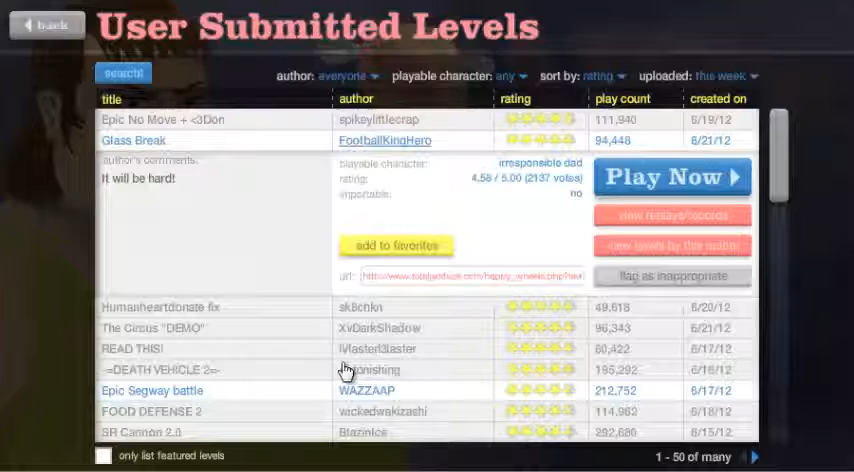 back
User Submitted Levels
search!
author: everyone playable character: any sort by: rating uploaded: this week
title author rating play count created on
Epic No Move + <3Don spikeylittlecrap 111,940 6/19/12
Glass Break FootballKingHero 94,448 6/21/12
author's comments: playable character: irresponsible dad
It will be hard! rating: 4.58 / 5.00 (2137 votes) Play Now
importable: no
view replays/records
add to favorites view levels by this author
url: flag as inappropriate
Humanheartdonate fix sk8chkn 49,618 6/20/12
The Circus "DEMO" XvDarkShadow 96,343 6/21/12
READ THIS! 60,422 6/17/12
-=DEATH VEHICLE 2=- 195,292 6/16/12
Epic Segway battle WAZZAAP 212,752 6/17/12
FOOD DEFENSE 2 wickedwakizashi 114,962 6/18/12
SR Cannon 2.0 292,680 6/15/12
only list featured levels 1 - 50 of many